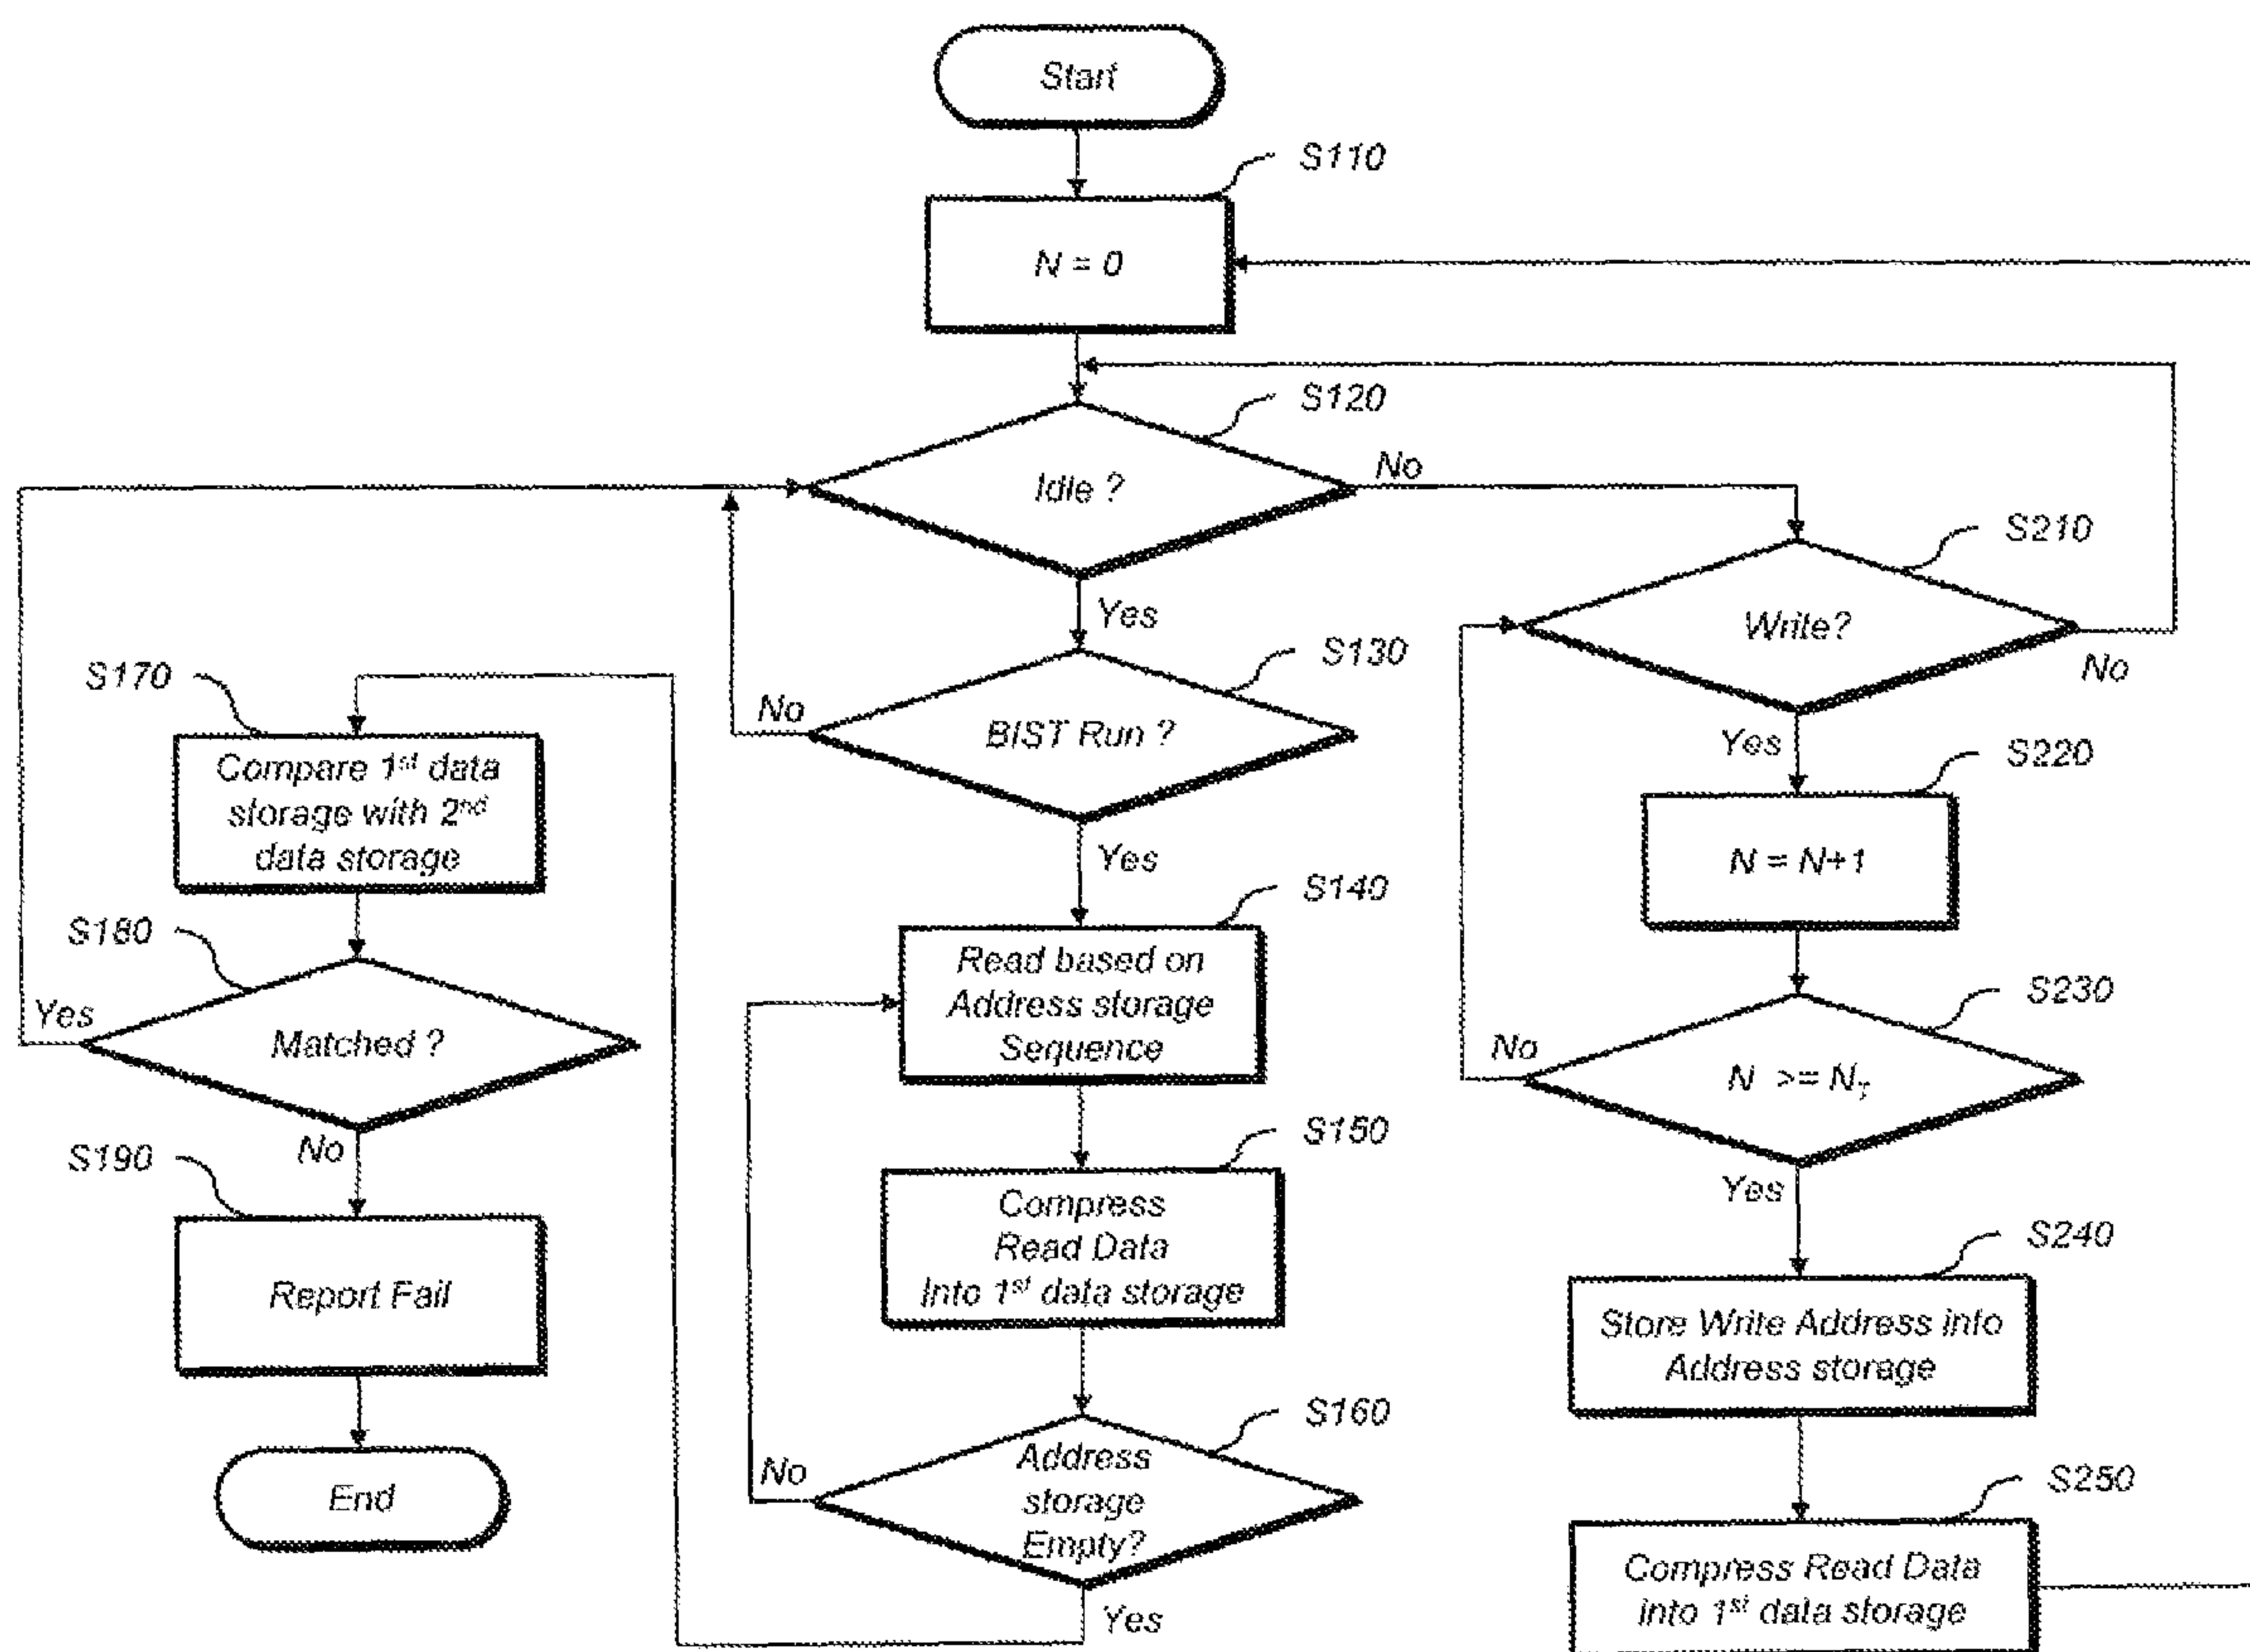 Start
S110
N = 0
S120
Idle ?
No
Yes
S130
BIST Run ?
No
Yes
S140
Read based on
Address storage
Sequence
S150
Compress
Read Data
Into 1st data storage
S160
Address
storage
Empty?
No
Yes
S170
Compare 1st data
storage with 2nd
data storage
S180
Matched ?
Yes
No
S190
Report Fail
End
S210
Write?
No
Yes
S220
N = N+1
S230
N >= NT
No
Yes
S240
Store Write Address into
Address storage
S250
Compress Read Data
into 1st data storage